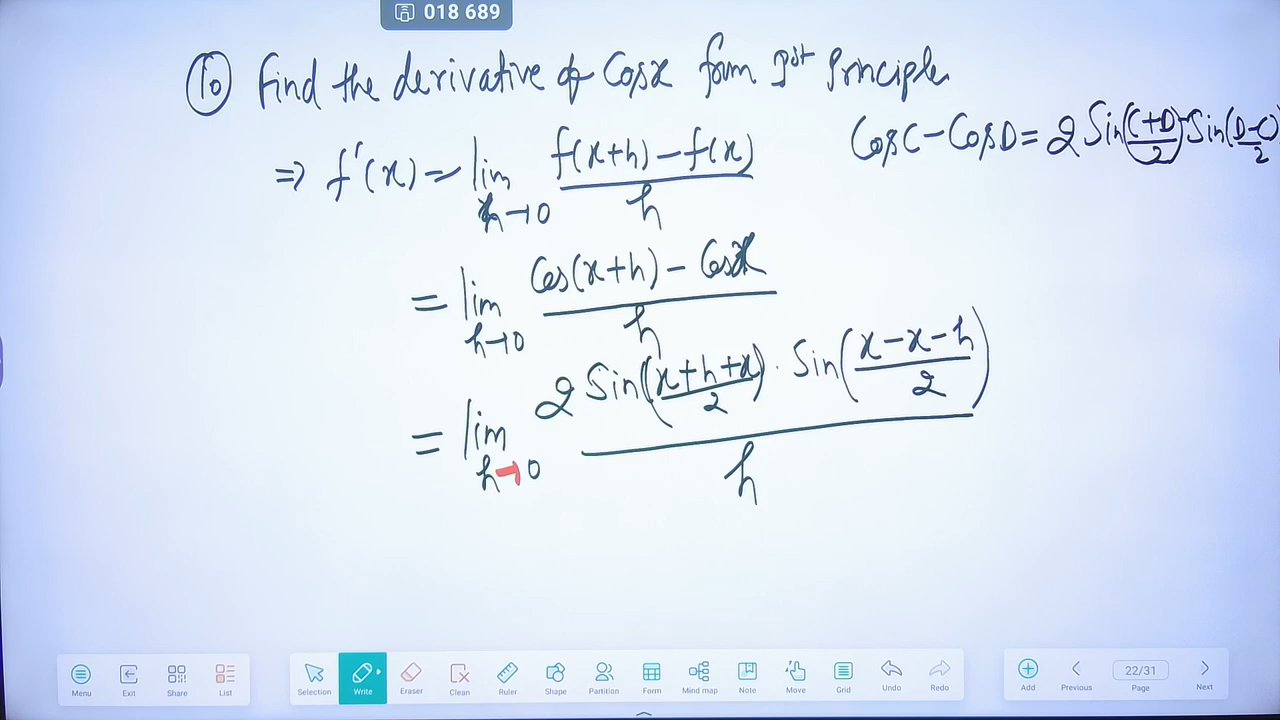 018 689
⑩ Find the derivative of Cosx from 1st Principle
CosC − CosD = 2 Sin((C+D)/2) · Sin((D−C)/2)
⇒ f'(x) = lim h→0 (f(x+h) − f(x))/h
= lim h→0 (Cos(x+h) − Cosx)/h
= lim h→0 (2 Sin((x+h+x)/2) · Sin((x−x−h)/2))/h
Menu Exit Share List Selection Write Eraser Clean Ruler Shape Partition Form Mind map Note Move Grid Undo Redo Add Previous 22/31 Page Next